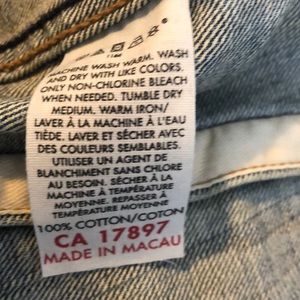 MACHINE WASH WARM. WASH
AND DRY WITH LIKE COLORS.
ONLY NON-CHLORINE BLEACH
WHEN NEEDED. TUMBLE DRY
MEDIUM. WARM IRON/
LAVER À LA MACHINE À L'EAU
TIÈDE. LAVER ET SÉCHER AVEC
DES COULEURS SEMBLABLES.
UTILISER UN AGENT DE
BLANCHIMENT SANS CHLORE
AU BESOIN. SÉCHER À LA
MACHINE À TEMPÉRATURE
MOYENNE. REPASSER À
TEMPÉRATURE MOYENNE
100% COTTON/COTON
CA 17897
MADE IN MACAU